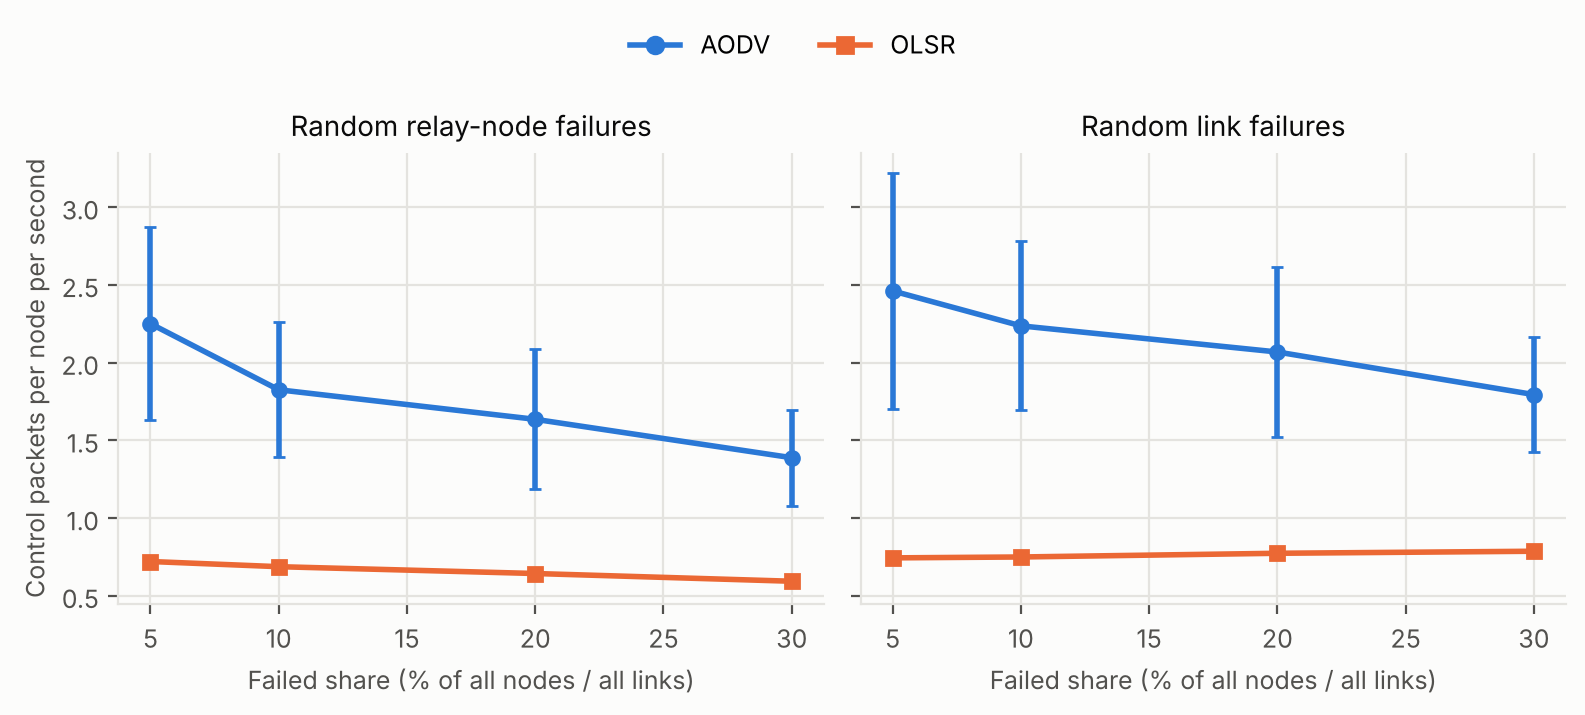 AODV
OLSR
Random relay-node failures
Random link failures
Control packets per node per second
3.0
2.5
2.0
1.5
1.0
0.5
5 10 15 20 25 30
5 10 15 20 25 30
Failed share (% of all nodes / all links)
Failed share (% of all nodes / all links)